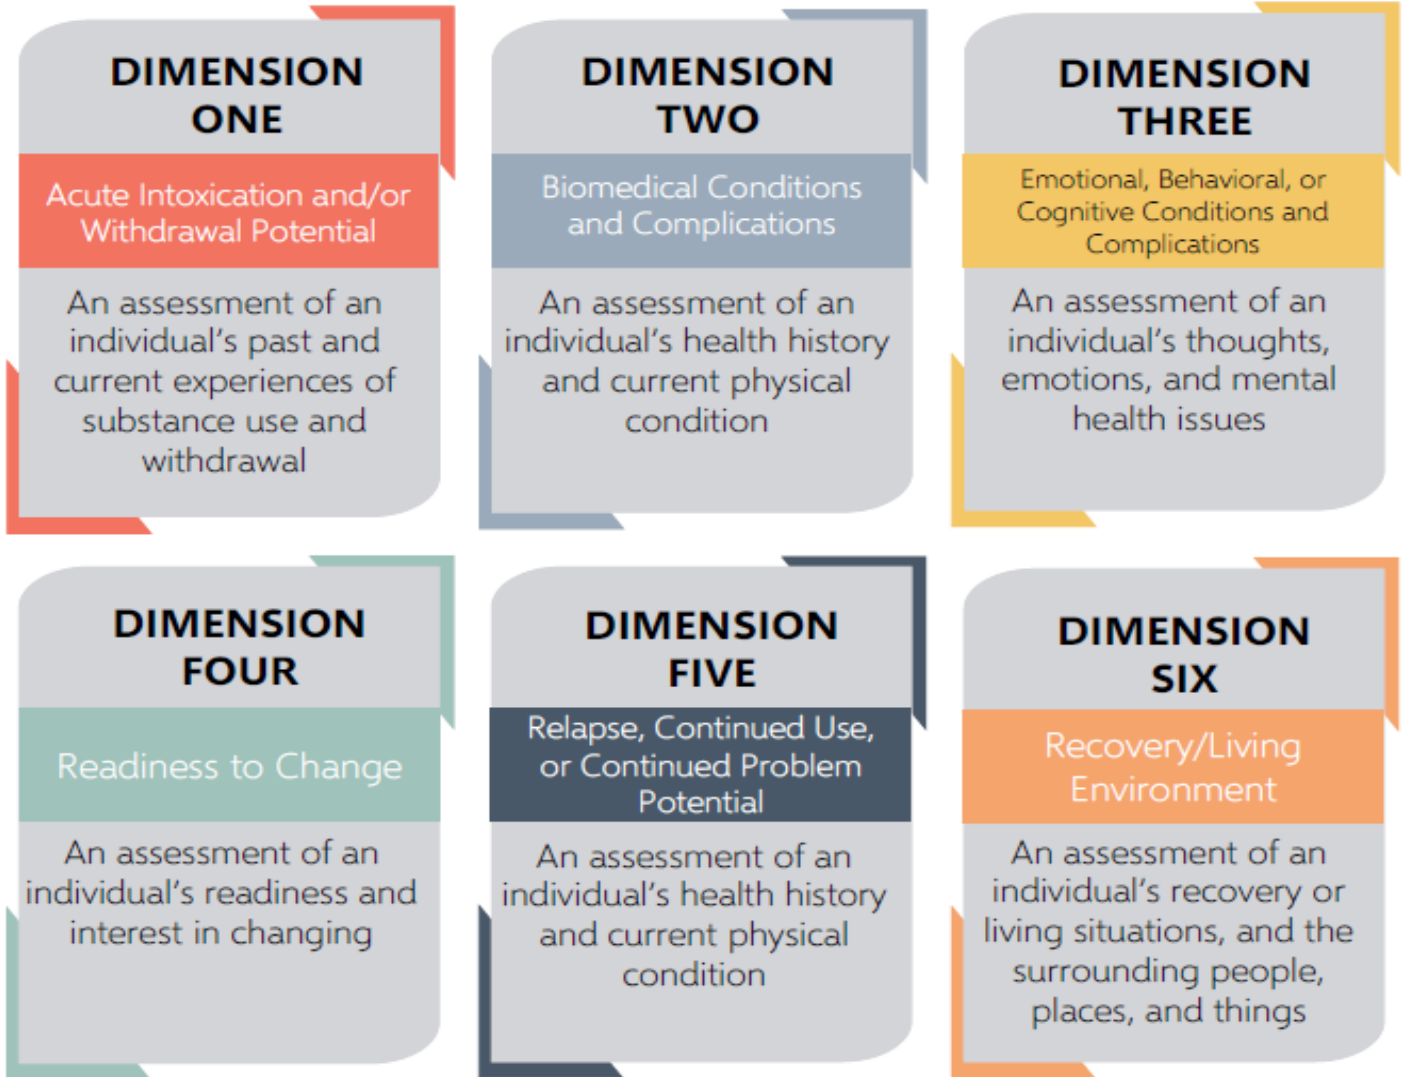 DIMENSION
ONE
Acute Intoxication and/or
Withdrawal Potential
An assessment of an
individual's past and
current experiences of
substance use and
withdrawal
DIMENSION
TWO
Biomedical Conditions
and Complications
An assessment of an
individual's health history
and current physical
condition
DIMENSION
THREE
Emotional, Behavioral, or
Cognitive Conditions and
Complications
An assessment of an
individual's thoughts,
emotions, and mental
health issues
DIMENSION
FOUR
Readiness to Change
An assessment of an
individual's readiness and
interest in changing
DIMENSION
FIVE
Relapse, Continued Use,
or Continued Problem
Potential
An assessment of an
individual's health history
and current physical
condition
DIMENSION
SIX
Recovery/Living
Environment
An assessment of an
individual's recovery or
living situations, and the
surrounding people,
places, and things